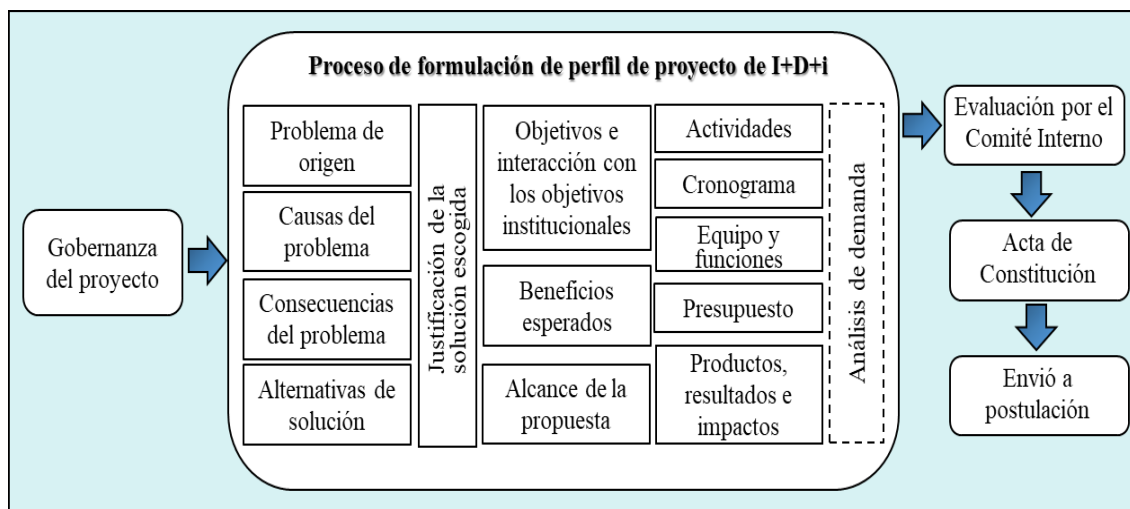 Proceso de formulación de perfil de proyecto de I+D+i
Gobernanza
del proyecto
Problema de
origen
Causas del
problema
Consecuencias
del problema
Alternativas de
solución
Justificación de la
solución escogida
Objetivos e
interacción con
los objetivos
institucionales
Beneficios
esperados
Alcance de la
propuesta
Actividades
Cronograma
Equipo y
funciones
Presupuesto
Productos,
resultados e
impactos
Análisis de demanda
Evaluación por el
Comité Interno
Acta de
Constitución
Envió a
postulación